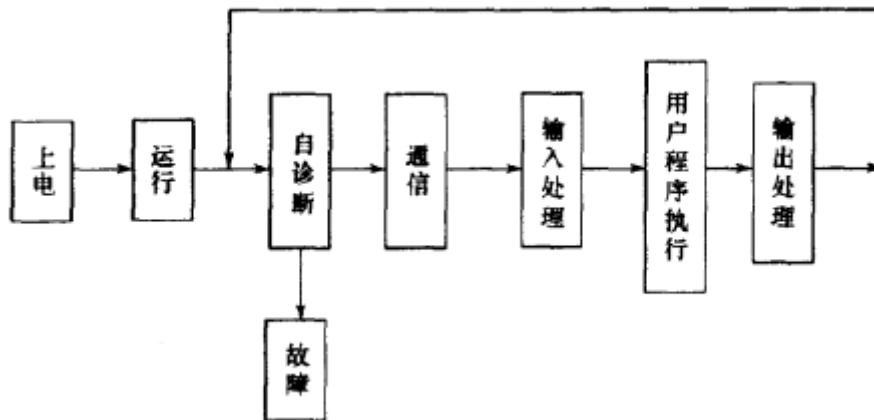 上电
运行
自诊断
通信
输入处理
用户程序执行
输出处理
故障